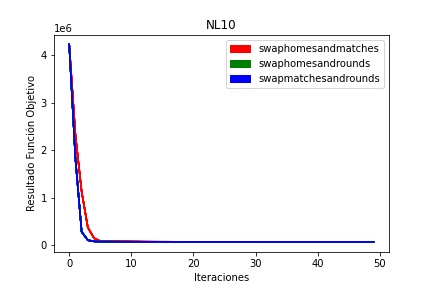 NL10
1e6
swaphomesandmatches
swaphomesandrounds
swapmatchesandrounds
Resultado Función Objetivo
4
3
2
1
0
0 10 20 30 40 50
Iteraciones